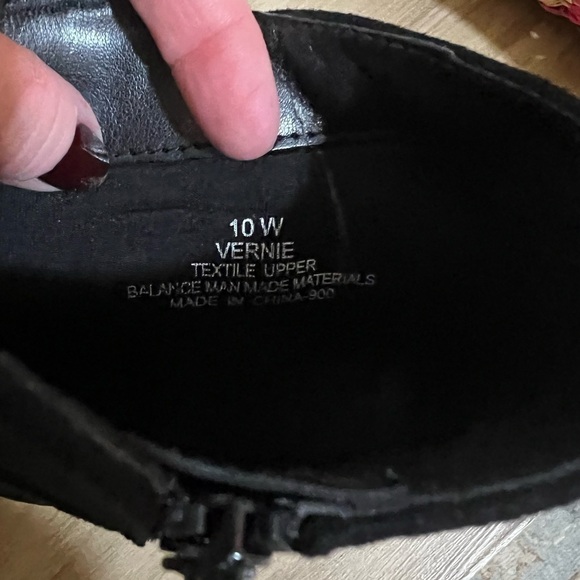 10 W
VERNIE
TEXTILE UPPER
BALANCE MAN MADE MATERIALS
MADE IN CHINA-900